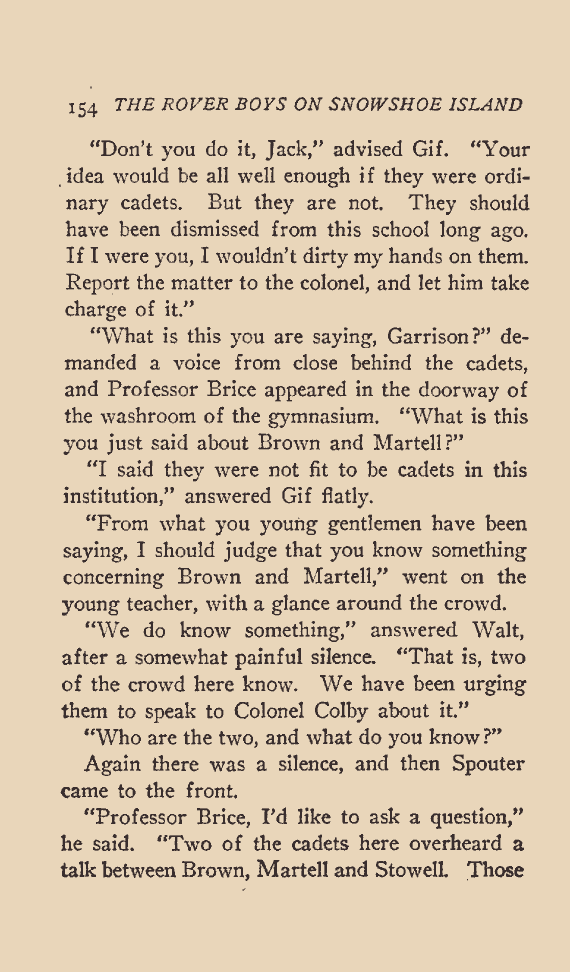 154 THE ROVER BOYS ON SNOWSHOE ISLAND
“Don’t you do it, Jack,” advised Gif. “Your
idea would be all well enough if they were ordi-
nary cadets. But they are not. They should
have been dismissed from this school long ago.
If I were you, I wouldn’t dirty my hands on them.
Report the matter to the colonel, and let him take
charge of it.”
“What is this you are saying, Garrison?” de-
manded a voice from close behind the cadets,
and Professor Brice appeared in the doorway of
the washroom of the gymnasium. “What is this
you just said about Brown and Martell?”
“I said they were not fit to be cadets in this
institution,” answered Gif flatly.
“From what you young gentlemen have been
saying, I should judge that you know something
concerning Brown and Martell,” went on the
young teacher, with a glance around the crowd.
“We do know something,” answered Walt,
after a somewhat painful silence. “That is, two
of the crowd here know. We have been urging
them to speak to Colonel Colby about it.”
“Who are the two, and what do you know?”
Again there was a silence, and then Spouter
came to the front.
“Professor Brice, I’d like to ask a question,”
he said. “Two of the cadets here overheard a
talk between Brown, Martell and Stowell. Those